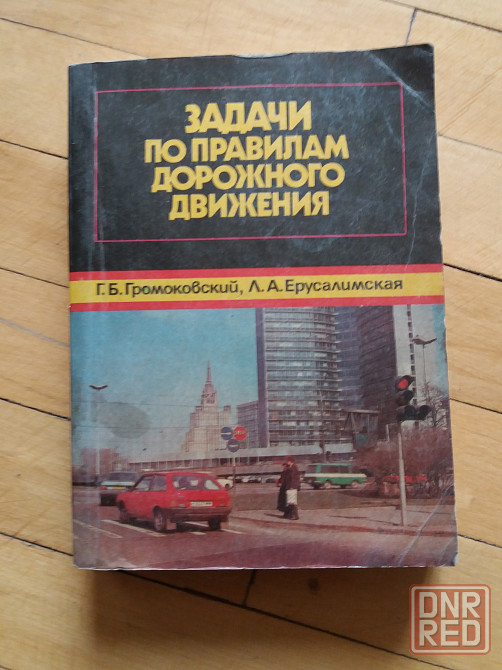 ЗАДАЧИ
ПО ПРАВИЛАМ
ДОРОЖНОГО
ДВИЖЕНИЯ
Г. Б. Громоковский, Л. А. Ерусалимская
DNR
RED